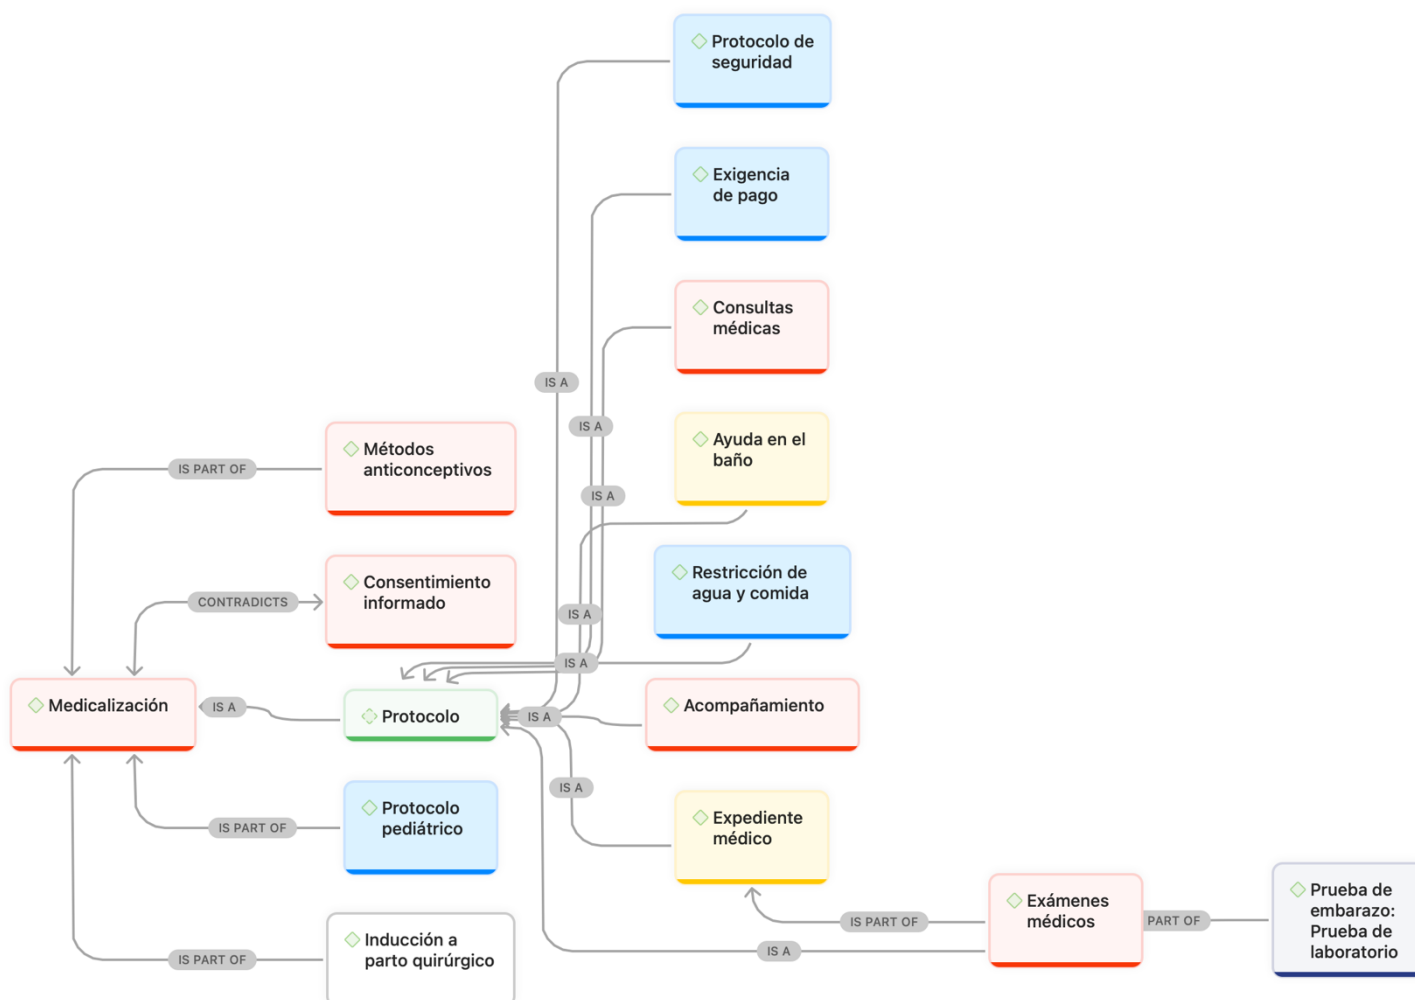 Protocolo de
seguridad
Exigencia
de pago
Consultas
médicas
IS A
IS A
Ayuda en el
baño
Métodos
anticonceptivos
IS PART OF
IS A
Restricción de
agua y comida
Consentimiento
informado
CONTRADICTS
IS A
IS A
Medicalización
IS A
Protocolo
IS A
Acompañamiento
IS A
Protocolo
pediátrico
IS PART OF
Expediente
médico
Exámenes
médicos
IS PART OF
PART OF
Prueba de
embarazo:
Prueba de
laboratorio
Inducción a
parto quirúrgico
IS PART OF
IS A